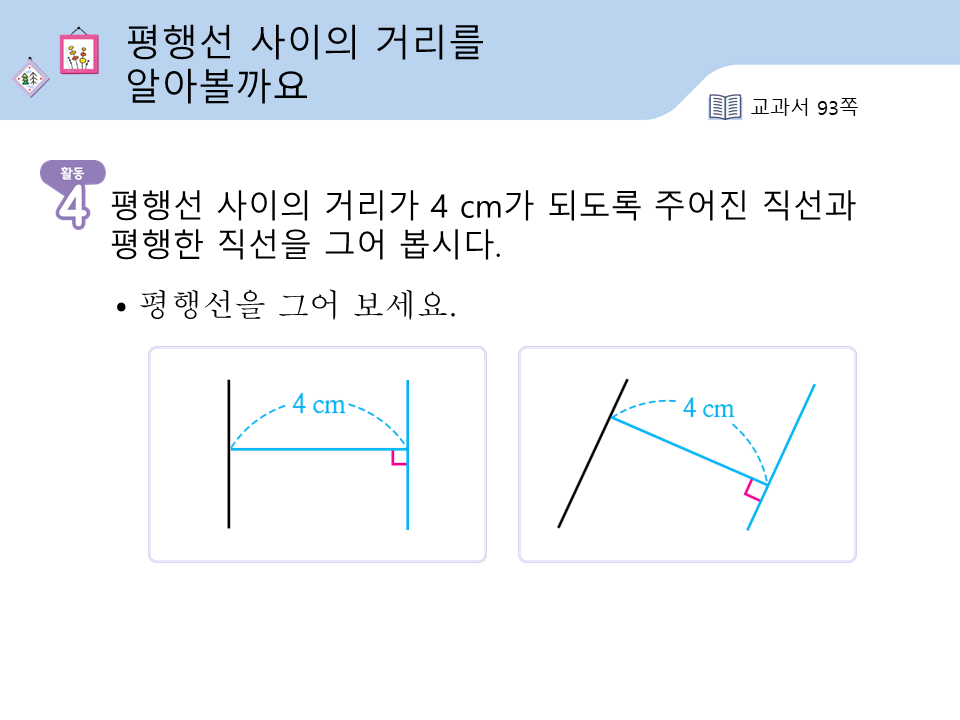 평행선 사이의 거리를
알아볼까요
교과서 93쪽
활동
4
평행선 사이의 거리가 4 cm가 되도록 주어진 직선과
평행한 직선을 그어 봅시다.
• 평행선을 그어 보세요.
4 cm
4 cm